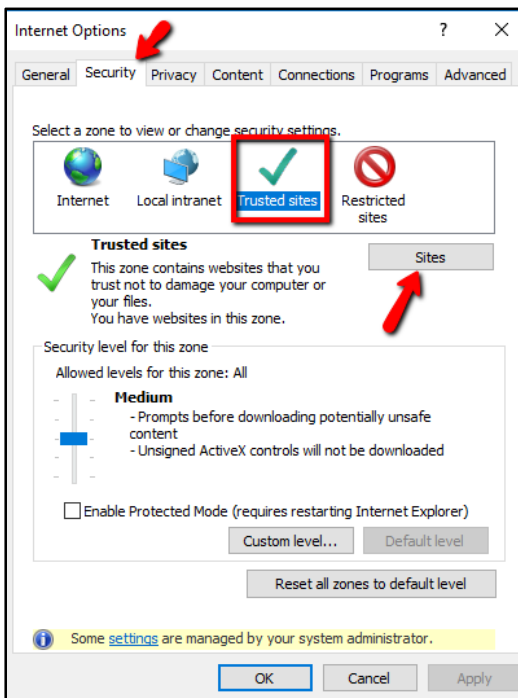 Internet Options ? ×
General Security Privacy Content Connections Programs Advanced
Select a zone to view or change security settings.
Internet Local intranet Trusted sites Restricted
sites
Trusted sites
Sites
This zone contains websites that you
trust not to damage your computer or
your files.
You have websites in this zone.
Security level for this zone
Allowed levels for this zone: All
Medium
- Prompts before downloading potentially unsafe
content
- Unsigned ActiveX controls will not be downloaded
Enable Protected Mode (requires restarting Internet Explorer)
Custom level... Default level
Reset all zones to default level
Some settings are managed by your system administrator.
OK Cancel Apply